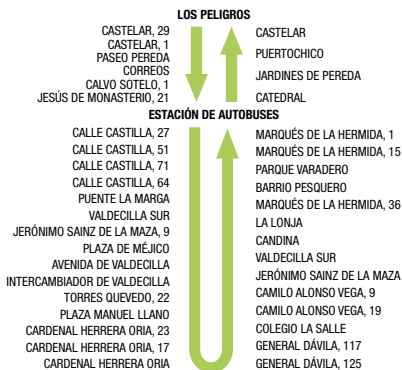 LOS PELIGROS
CASTELAR, 29
CASTELAR, 1
PASEO PEREDA
CORREOS
CALVO SOTELO, 1
JESÚS DE MONASTERIO, 21
CASTELAR
PUERTOCHICO
JARDINES DE PEREDA
CATEDRAL
ESTACIÓN DE AUTOBUSES
CALLE CASTILLA, 27
CALLE CASTILLA, 51
CALLE CASTILLA, 71
CALLE CASTILLA, 64
PUENTE LA MARGA
VALDECILLA SUR
JERÓNIMO SAINZ DE LA MAZA, 9
PLAZA DE MÉJICO
AVENIDA DE VALDECILLA
INTERCAMBIADOR DE VALDECILLA
TORRES QUEVEDO, 22
PLAZA MANUEL LLANO
CARDENAL HERRERA ORIA, 23
CARDENAL HERRERA ORIA, 17
CARDENAL HERRERA ORIA
MARQUÉS DE LA HERMIDA, 1
MARQUÉS DE LA HERMIDA, 15
PARQUE VARADERO
BARRIO PESQUERO
MARQUÉS DE LA HERMIDA, 36
LA LONJA
CANDINA
VALDECILLA SUR
JERÓNIMO SAINZ DE LA MAZA
CAMILO ALONSO VEGA, 9
CAMILO ALONSO VEGA, 19
COLEGIO LA SALLE
GENERAL DÁVILA, 117
GENERAL DÁVILA, 125